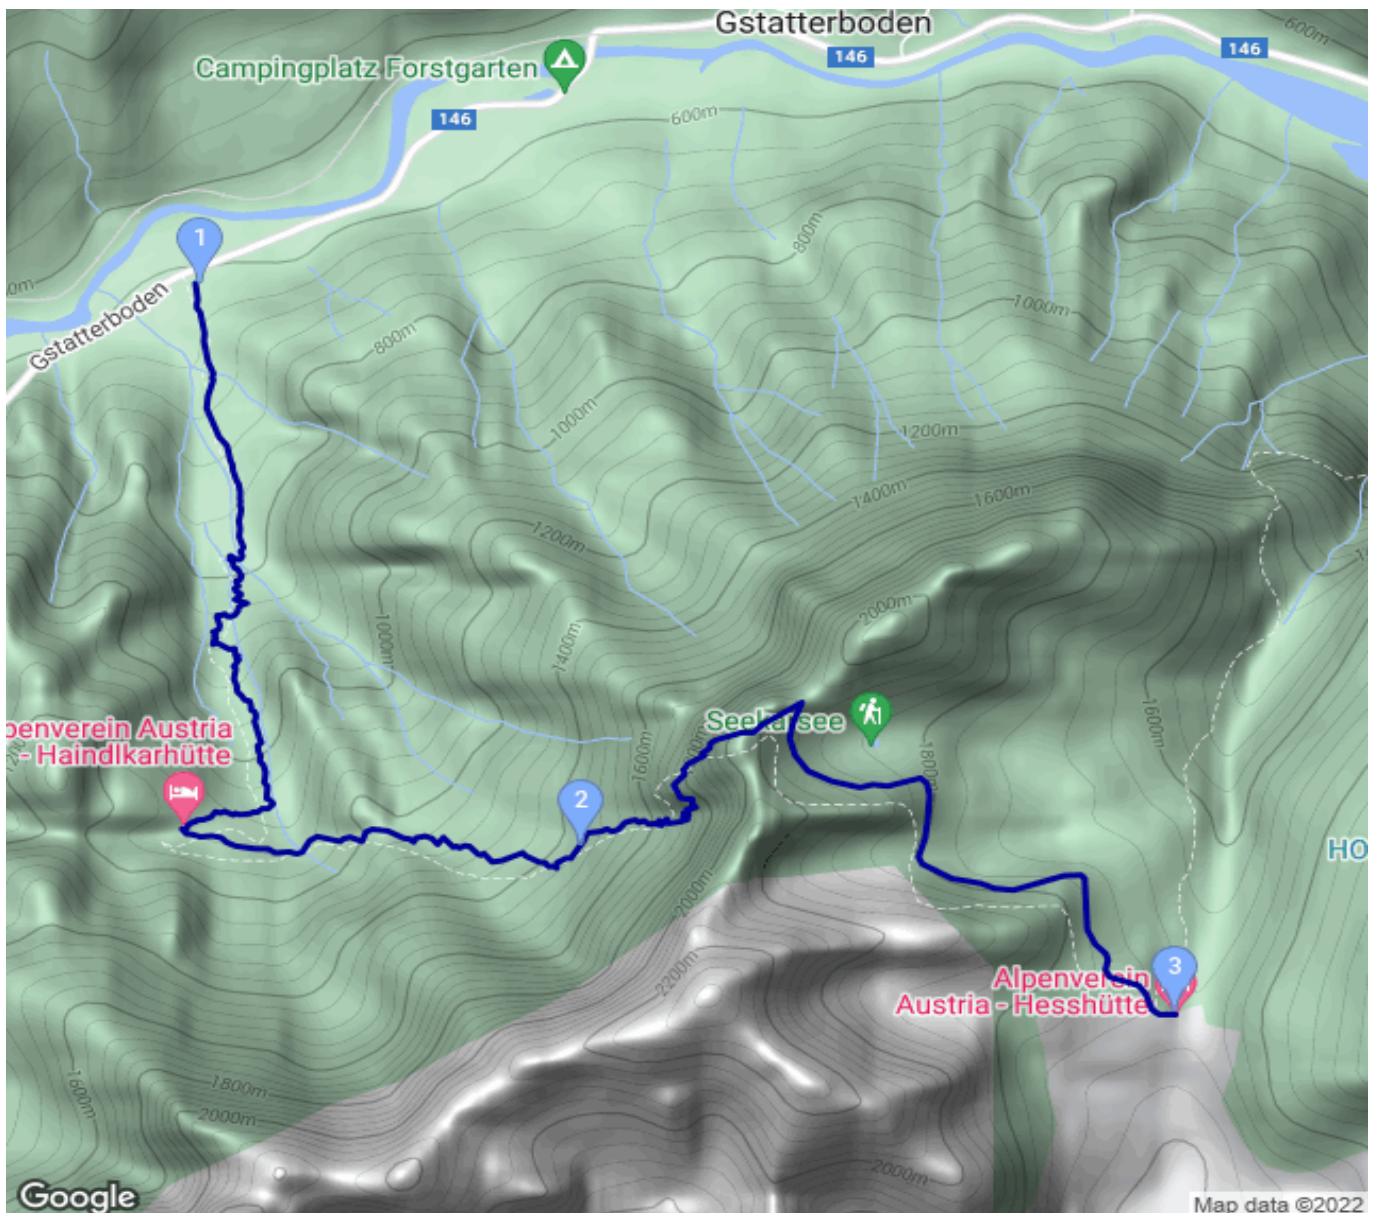 Gstatterboden
600m
146
146
Campingplatz Forstgarten
146
600m
1
800m
0m
1000m
Gstatterboden
800m
1000m
1200m
1400m
1600m
1200m
1000m
1400m
2000m
Seekarsee
penverein Austria
- Haindlkarhütte
1600m
1800m
1600m
2
HO
2000m
2200m
3
Alpenverein
Austria - Hesshütte
1600m
1800m
2000m
2000m
Google
Map data ©2022